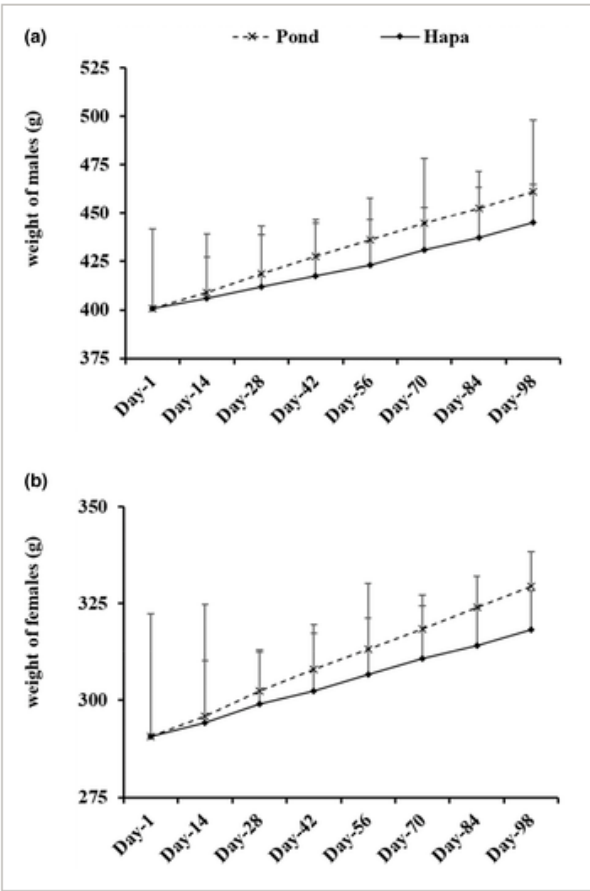 (a)
Pond
Hapa
weight of males (g)
525
500
475
450
425
400
375
Day-1
Day-14
Day-28
Day-42
Day-56
Day-70
Day-84
Day-98
(b)
weight of females (g)
350
325
300
275
Day-1
Day-14
Day-28
Day-42
Day-56
Day-70
Day-84
Day-98